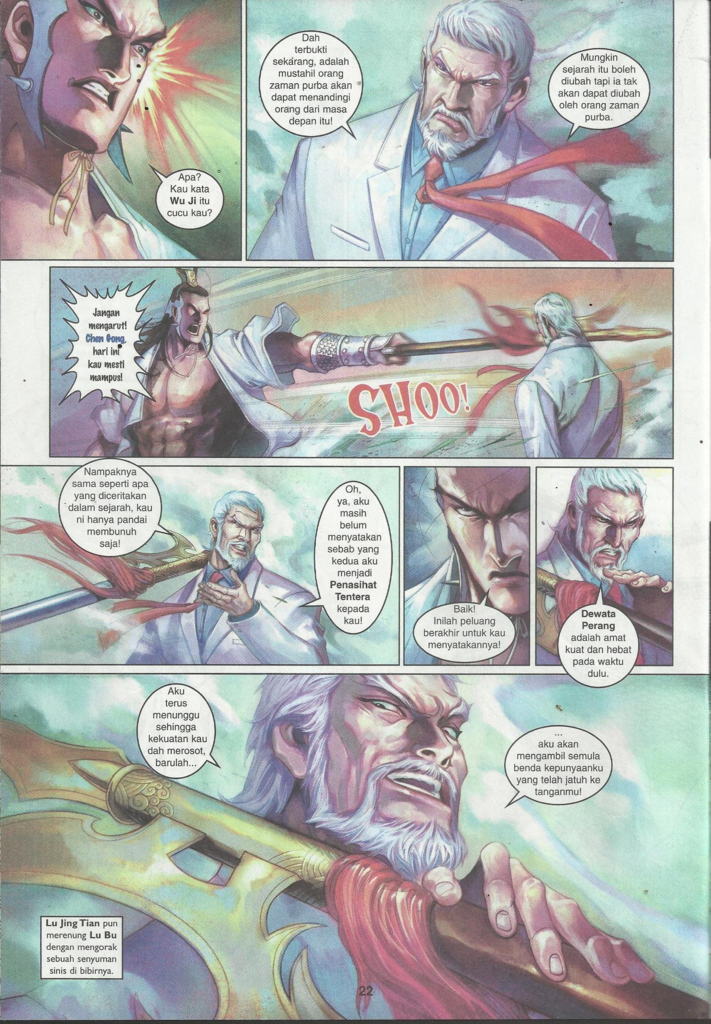 Apa?
Kau kata
Wu Ji itu
cucu kau?
Dah
terbukti
sekarang, adalah
mustahil orang
zaman purba akan
dapat menandingi
orang dari masa
depan itu!
Mungkin
sejarah itu boleh
diubah tapi ia tak
akan dapat diubah
oleh orang zaman
purba.
Jangan
mengarut!
Chen Gong,
hari ini
kau mesti
mampus!
SHOO!
Nampaknya
sama seperti apa
yang diceritakan
dalam sejarah, kau
ni hanya pandai
membunuh
saja!
Oh,
ya, aku
masih
belum
menyatakan
sebab yang
kedua aku
menjadi
Penasihat
Tentera
kepada
kau!
Baik!
Inilah peluang
berakhir untuk kau
menyatakannya!
Dewata
Perang
adalah amat
kuat dan hebat
pada waktu
dulu.
Aku
terus
menunggu
sehingga
kekuatan kau
dah merosot,
barulah...
...
aku akan
mengambil semula
benda kepunyaanku
yang telah jatuh ke
tanganmu!
Lu Jing Tian pun
merenung Lu Bu
dengan mengorak
sebuah senyuman
sinis di bibirnya.
22